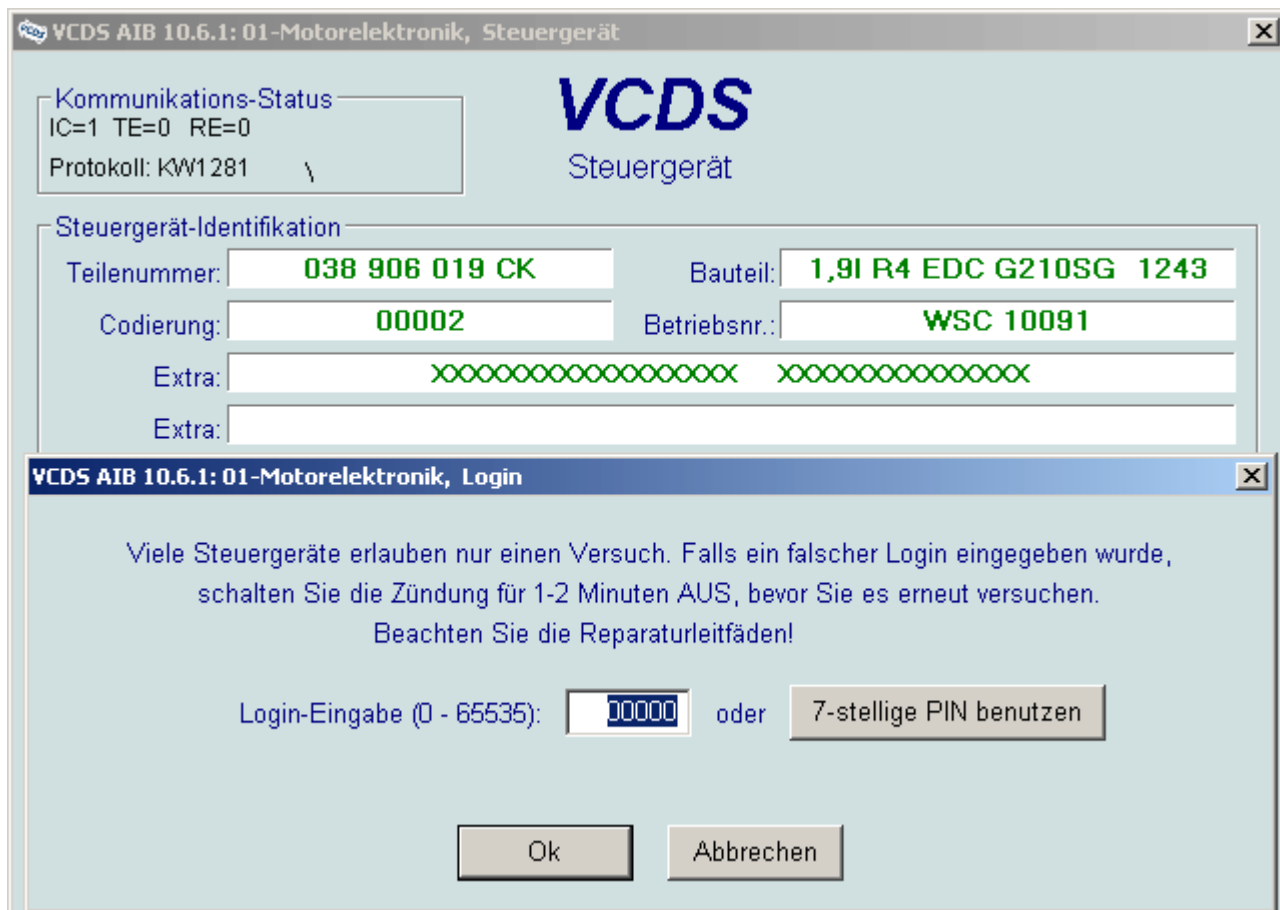 VCDS AIB 10.6.1: 01-Motorelektronik, Steuergerät
Kommunikations-Status
IC=1 TE=0 RE=0
Protokoll: KW1281 \
VCDS
Steuergerät
Steuergerät-Identifikation
Teilenummer: 038 906 019 CK Bauteil: 1,9l R4 EDC G210SG 1243
Codierung: 00002 Betriebsnr.: WSC 10091
Extra: XXXXXXXXXXXXXXXXX XXXXXXXXXXXXXX
Extra:
VCDS AIB 10.6.1: 01-Motorelektronik, Login
Viele Steuergeräte erlauben nur einen Versuch. Falls ein falscher Login eingegeben wurde,
schalten Sie die Zündung für 1-2 Minuten AUS, bevor Sie es erneut versuchen.
Beachten Sie die Reparaturleitfäden!
Login-Eingabe (0 - 65535): 00000 oder 7-stellige PIN benutzen
Ok Abbrechen